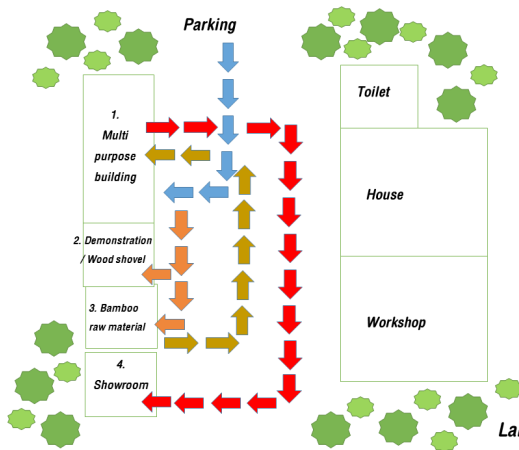 Parking
1.
Multi
purpose
building
Toilet
House
2. Demonstration
/ Wood shovel
3. Bamboo
raw material
Workshop
4.
Showroom